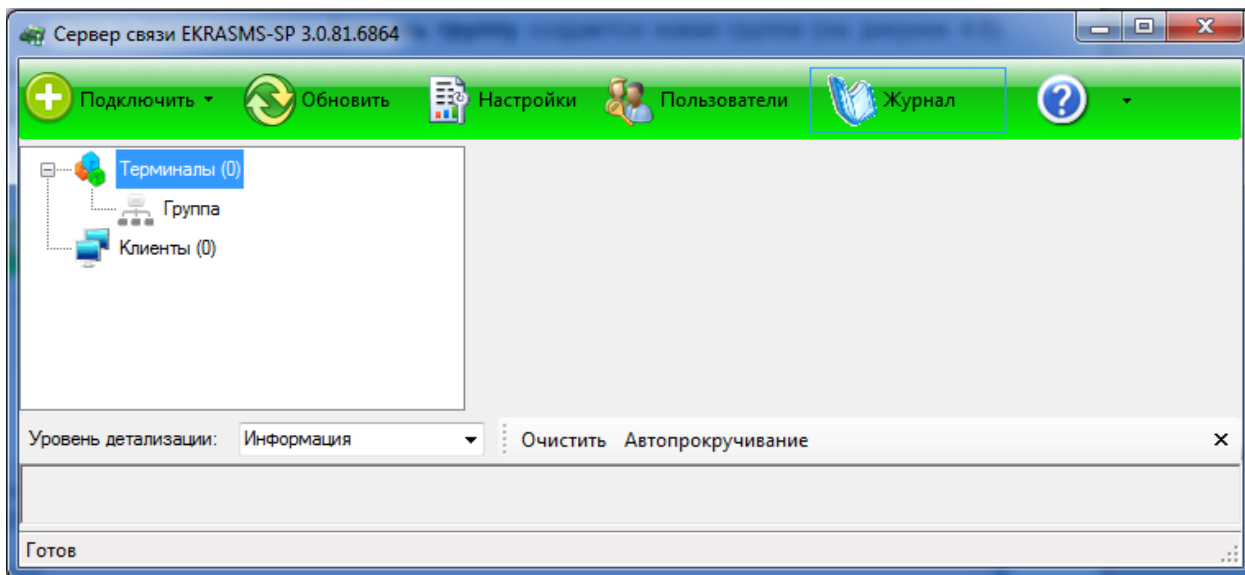 Сервер связи EKRASMS-SP 3.0.81.6864
Подключить Обновить Настройки Пользователи Журнал
Терминалы (0)
Группа
Клиенты (0)
Уровень детализации: Информация Очистить Автопрокручивание
Готов